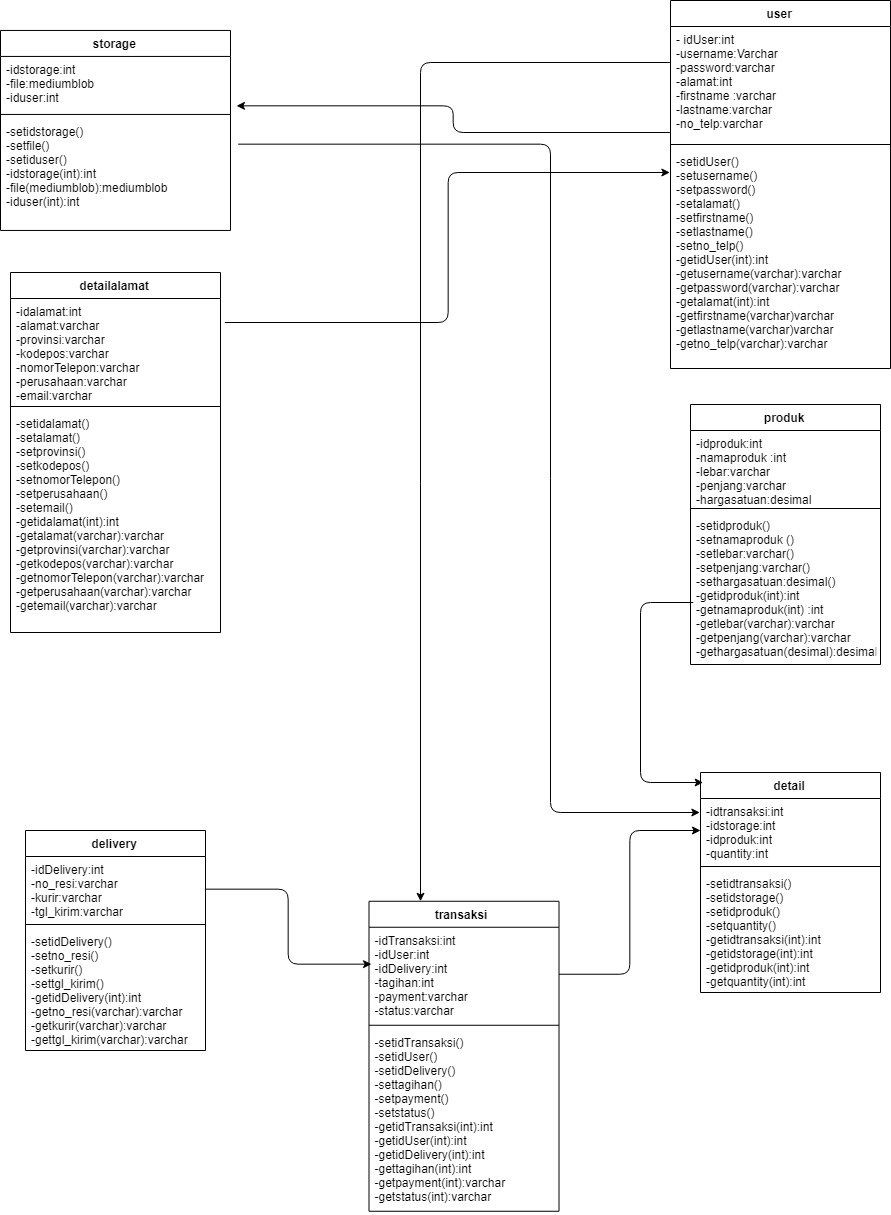 storage
-idstorage:int
-file:mediumblob
-iduser:int
-setidstorage()
-setfile()
-setiduser()
-idstorage(int):int
-file(mediumblob):mediumblob
-iduser(int):int
user
- idUser:int
-username:Varchar
-password:varchar
-alamat:int
-firstname :varchar
-lastname:varchar
-no_telp:varchar
-setidUser()
-setusername()
-setpassword()
-setalamat()
-setfirstname()
-setlastname()
-setno_telp()
-getidUser(int):int
-getusername(varchar):varchar
-getpassword(varchar):varchar
-getalamat(int):int
-getfirstname(varchar)varchar
-getlastname(varchar)varchar
-getno_telp(varchar):varchar
detailalamat
-idalamat:int
-alamat:varchar
-provinsi:varchar
-kodepos:varchar
-nomorTelepon:varchar
-perusahaan:varchar
-email:varchar
-setidalamat()
-setalamat()
-setprovinsi()
-setkodepos()
-setnomorTelepon()
-setperusahaan()
-setemail()
-getidalamat(int):int
-getalamat(varchar):varchar
-getprovinsi(varchar):varchar
-getkodepos(varchar):varchar
-getnomorTelepon(varchar):varchar
-getperusahaan(varchar):varchar
-getemail(varchar):varchar
produk
-idproduk:int
-namaproduk :int
-lebar:varchar
-penjang:varchar
-hargasatuan:desimal
-setidproduk()
-setnamaproduk ()
-setlebar:varchar()
-setpenjang:varchar()
-sethargasatuan:desimal()
-getidproduk(int):int
-getnamaproduk(int) :int
-getlebar(varchar):varchar
-getpenjang(varchar):varchar
-gethargasatuan(desimal):desimal
detail
-idtransaksi:int
-idstorage:int
-idproduk:int
-quantity:int
-setidtransaksi()
-setidstorage()
-setidproduk()
-setquantity()
-getidtransaksi(int):int
-getidstorage(int):int
-getidproduk(int):int
-getquantity(int):int
delivery
-idDelivery:int
-no_resi:varchar
-kurir:varchar
-tgl_kirim:varchar
-setidDelivery()
-setno_resi()
-setkurir()
-settgl_kirim()
-getidDelivery(int):int
-getno_resi(varchar):varchar
-getkurir(varchar):varchar
-gettgl_kirim(varchar):varchar
transaksi
-idTransaksi:int
-idUser:int
-idDelivery:int
-tagihan:int
-payment:varchar
-status:varchar
-setidTransaksi()
-setidUser()
-setidDelivery()
-settagihan()
-setpayment()
-setstatus()
-getidTransaksi(int):int
-getidUser(int):int
-getidDelivery(int):int
-gettagihan(int):int
-getpayment(int):varchar
-getstatus(int):varchar